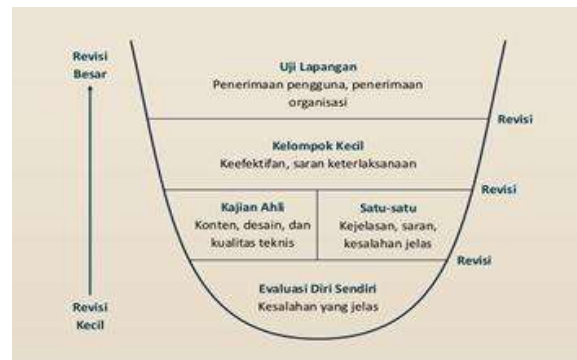 Revisi
Besar
Uji Lapangan
Penerimaan pengguna, penerimaan
organisasi
Revisi
Kelompok Kecil
Keefektifan, saran keterlaksanaan
Revisi
Kajian Ahli
Konten, desain, dan
kualitas teknis
Satu-satu
Kejelasan, saran,
kesalahan jelas
Revisi
Evaluasi Diri Sendiri
Kesalahan yang jelas
Revisi
Kecil